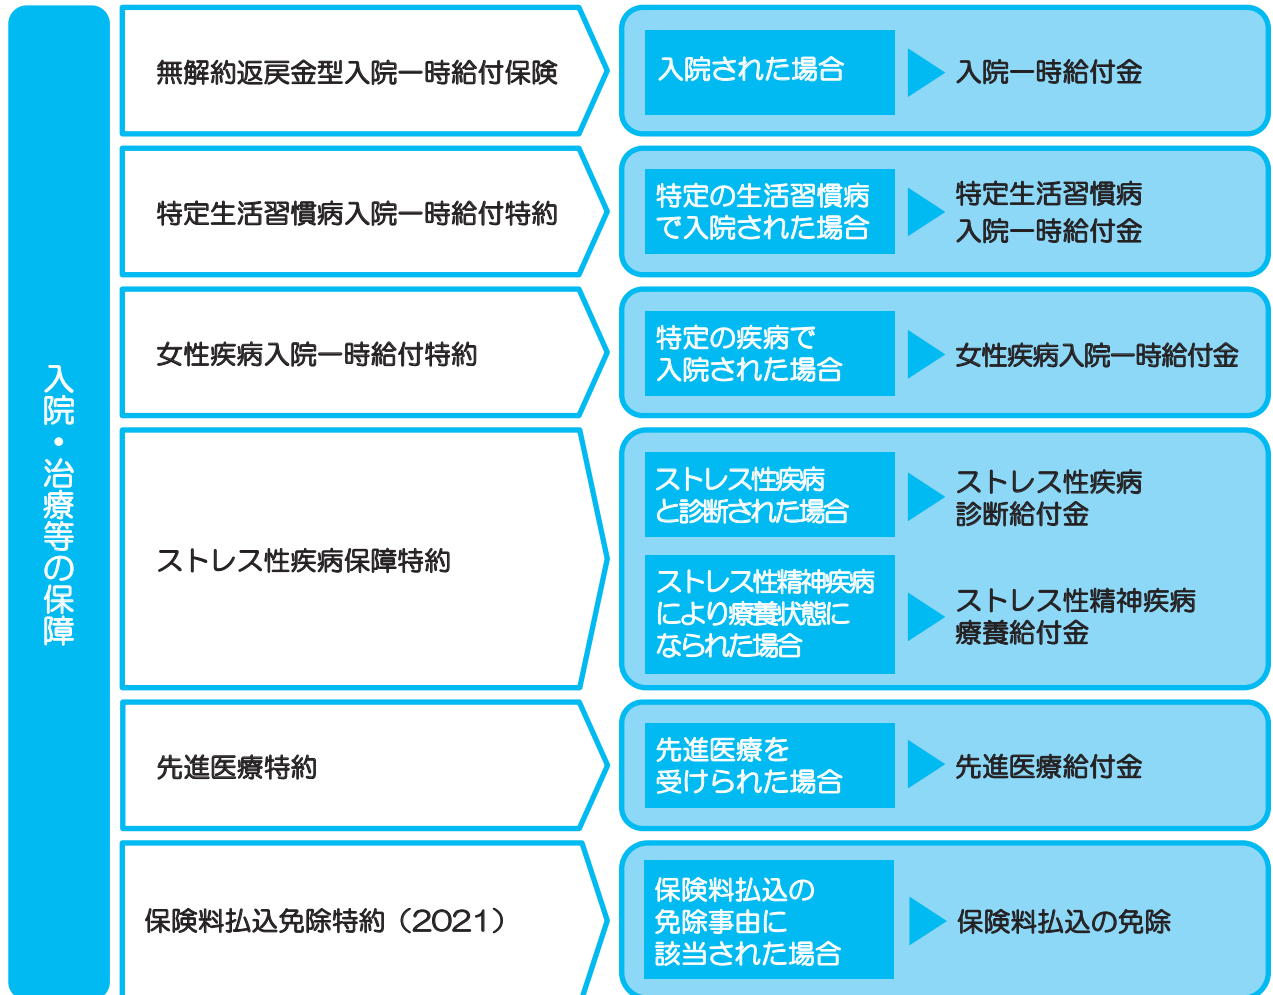 入院・治療等の保障
無解約返戻金型入院一時給付保険
入院された場合
入院一時給付金
特定生活習慣病入院一時給付特約
特定の生活習慣病
で入院された場合
特定生活習慣病
入院一時給付金
女性疾病入院一時給付特約
特定の疾病で
入院された場合
女性疾病入院一時給付金
ストレス性疾病保障特約
ストレス性疾病
と診断された場合
ストレス性疾病
診断給付金
ストレス性精神疾病
により療養状態に
なられた場合
ストレス性精神疾病
療養給付金
先進医療特約
先進医療を
受けられた場合
先進医療給付金
保険料払込免除特約（2021）
保険料払込の
免除事由に
該当された場合
保険料払込の免除